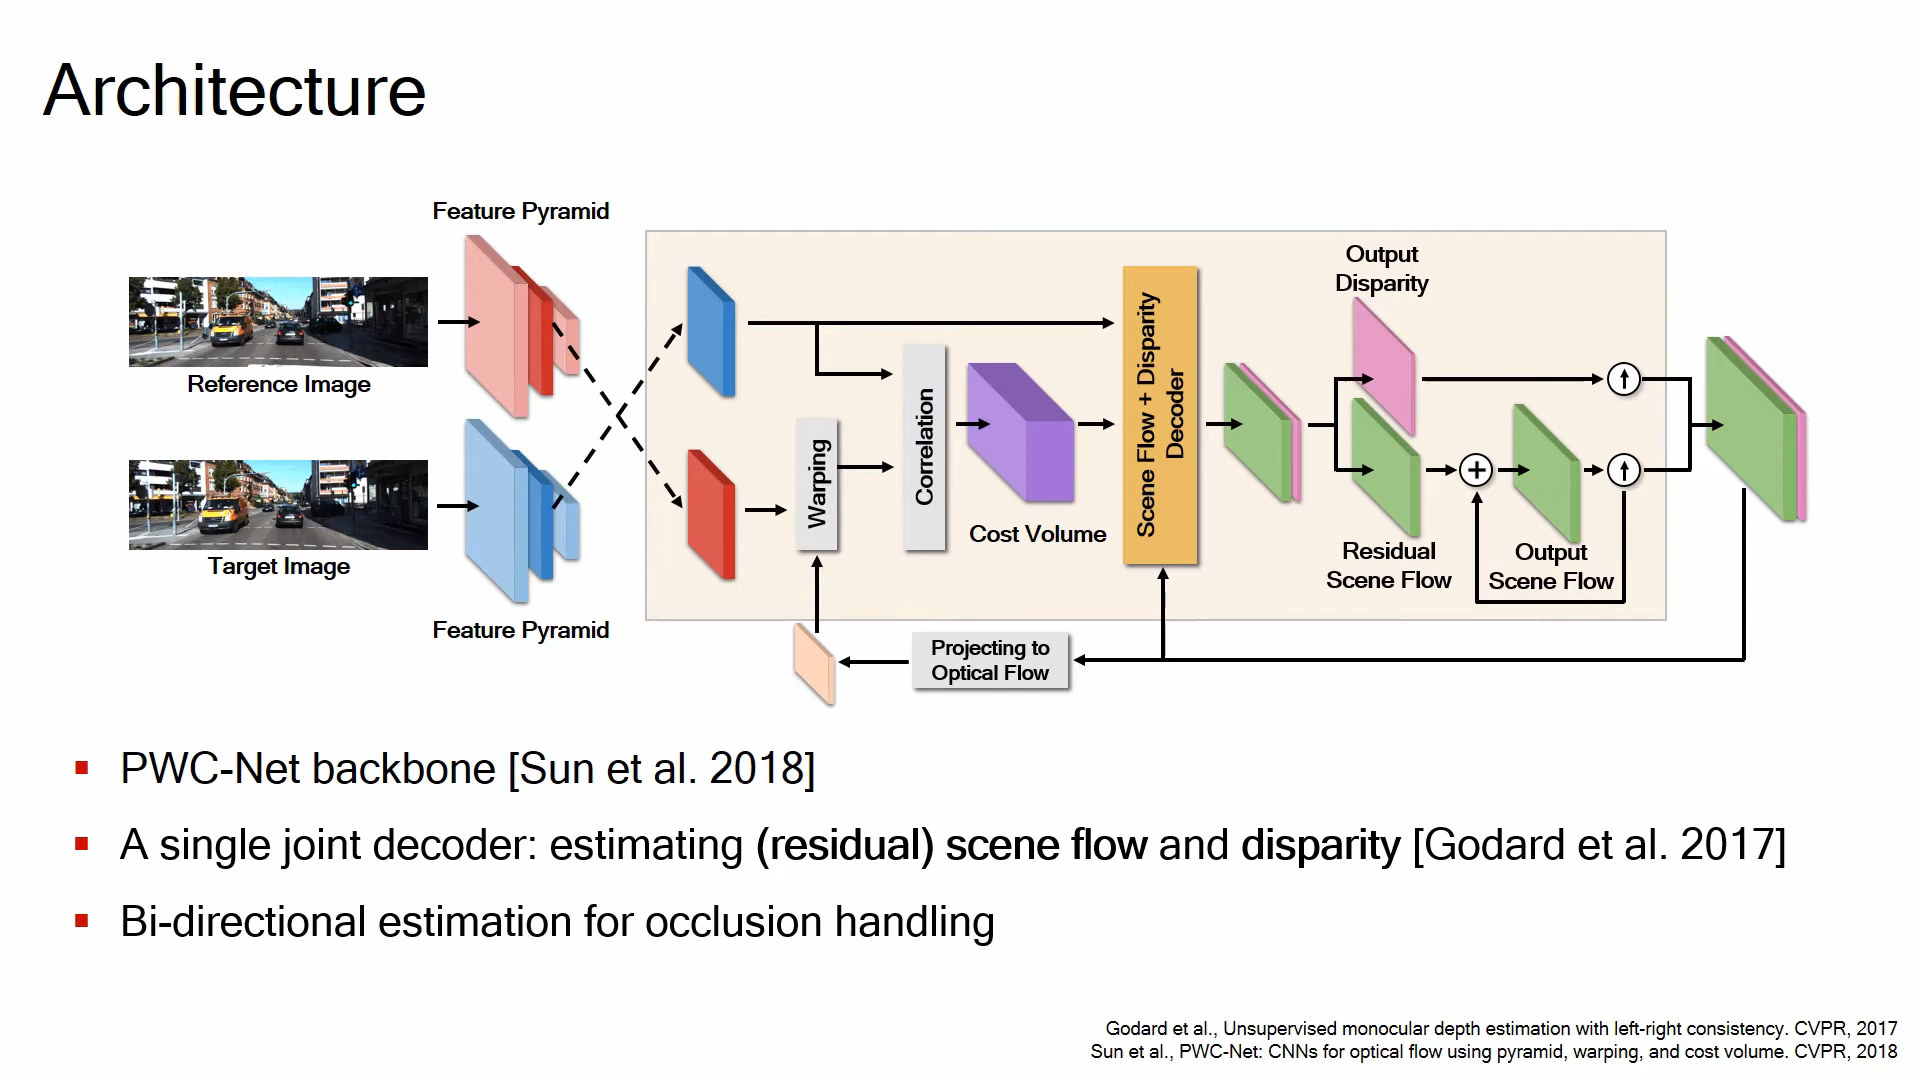 Architecture
Feature Pyramid
Reference Image
Target Image
Feature Pyramid
Warping
Correlation
Cost Volume
Scene Flow + Disparity
Decoder
Output
Disparity
Residual
Scene Flow
Output
Scene Flow
Projecting to
Optical Flow
▪ PWC-Net backbone [Sun et al. 2018]
▪ A single joint decoder: estimating (residual) scene flow and disparity [Godard et al. 2017]
▪ Bi-directional estimation for occlusion handling
Godard et al., Unsupervised monocular depth estimation with left-right consistency. CVPR, 2017
Sun et al., PWC-Net: CNNs for optical flow using pyramid, warping, and cost volume. CVPR, 2018